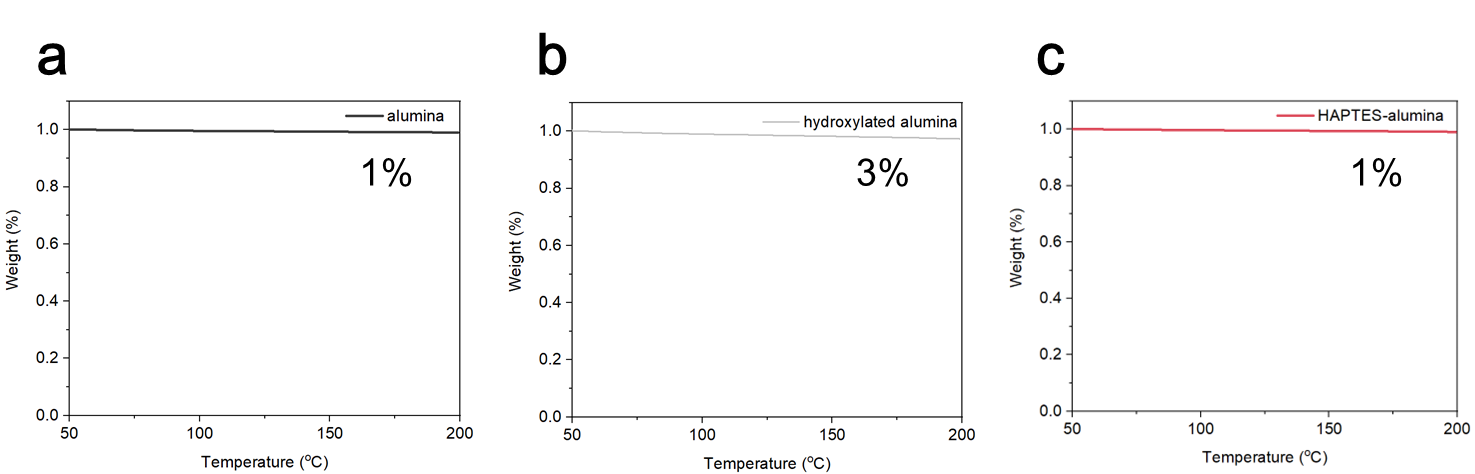 a
alumina
1%
1.0
0.8
0.6
0.4
0.2
0.0
Weight (%)
50
100
150
200
Temperature (°C)
b
hydroxylated alumina
3%
1.0
0.8
0.6
0.4
0.2
0.0
Weight (%)
50
100
150
200
Temperature (°C)
c
HAPTES-alumina
1%
1.0
0.8
0.6
0.4
0.2
0.0
Weight (%)
50
100
150
200
Temperature (°C)